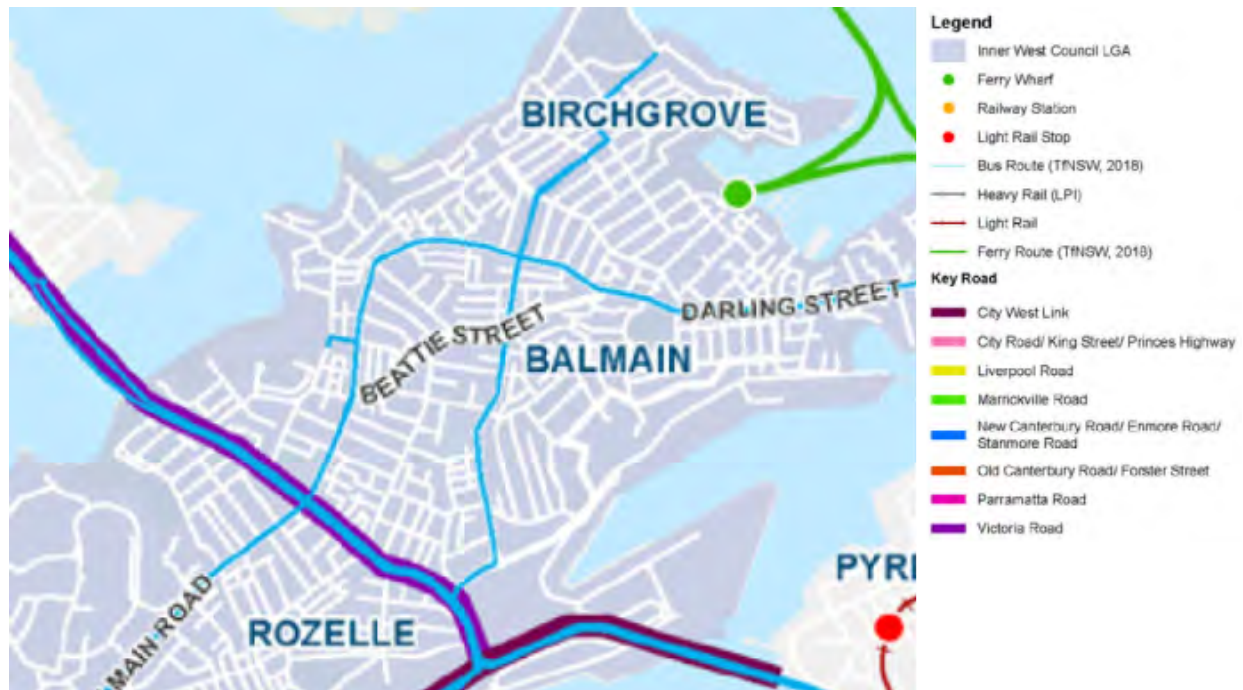 BIRCHGROVE
DARLING STREET
BEATTIE STREET
BALMAIN
PYR
MAIN ROAD
ROZELLE
Legend
Inner West Council LGA
Ferry Wharf
Railway Station
Light Rail Stop
Bus Route (TfNSW, 2018)
Heavy Rail (LPI)
Light Rail
Ferry Route (TfNSW, 2018)
Key Road
City West Link
City Road/ King Street/ Princes Highway
Liverpool Road
Marrickville Road
New Canterbury Road/ Enmore Road/
Stanmore Road
Old Canterbury Road/ Forster Street
Parramatta Road
Victoria Road